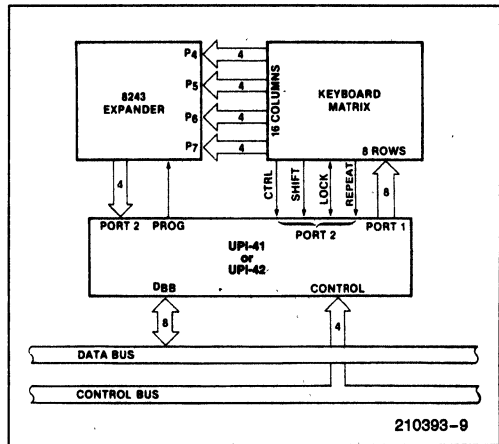 8243
EXPANDER
P4
P5
P6
P7
4
4
4
4
16 COLUMNS
KEYBOARD
MATRIX
8 ROWS
4
CTRL
SHIFT
LOCK
REPEAT
8
PORT 2
PROG
PORT 2
PORT 1
UPI-41
or
UPI-42
DBB
CONTROL
8
4
DATA BUS
CONTROL BUS
210393-9